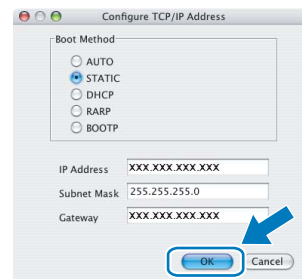 Configure TCP/IP Address
Boot Method
AUTO
STATIC
DHCP
RARP
BOOTP
IP Address XXX.XXX.XXX.XXX
Subnet Mask 255.255.255.0
Gateway XXX.XXX.XXX.XXX
OK Cancel